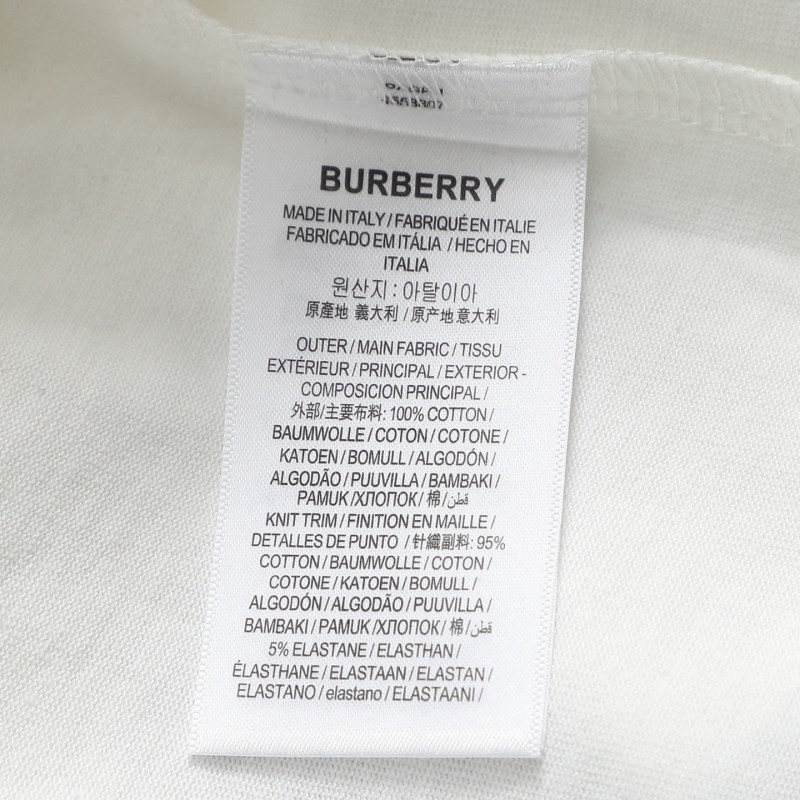 BURBERRY
MADE IN ITALY / FABRIQUÉ EN ITALIE
FABRICADO EM ITÁLIA / HECHO EN
ITALIA
원산지 : 아탈이아
原產地 義大利 / 原产地 意大利
OUTER / MAIN FABRIC / TISSU
EXTÉRIEUR / PRINCIPAL / EXTERIOR -
COMPOSICION PRINCIPAL /
外部/主要布料: 100% COTTON /
BAUMWOLLE / COTON / COTONE /
KATOEN / BOMULL / ALGODÓN /
ALGODÃO / PUUVILLA / BAMBAKI /
PAMUK /ХЛОПОК/ 棉 /قطن
KNIT TRIM / FINITION EN MAILLE /
DETALLES DE PUNTO / 針織副料: 95%
COTTON / BAUMWOLLE / COTON /
COTONE / KATOEN / BOMULL /
ALGODÓN / ALGODÃO / PUUVILLA /
BAMBAKI / PAMUK /ХЛОПОК/ 棉 /قطن
5% ELASTANE / ELASTHAN /
ÉLASTHANE / ELASTAAN / ELASTAN /
ELASTANO / elastano / ELASTAANI /